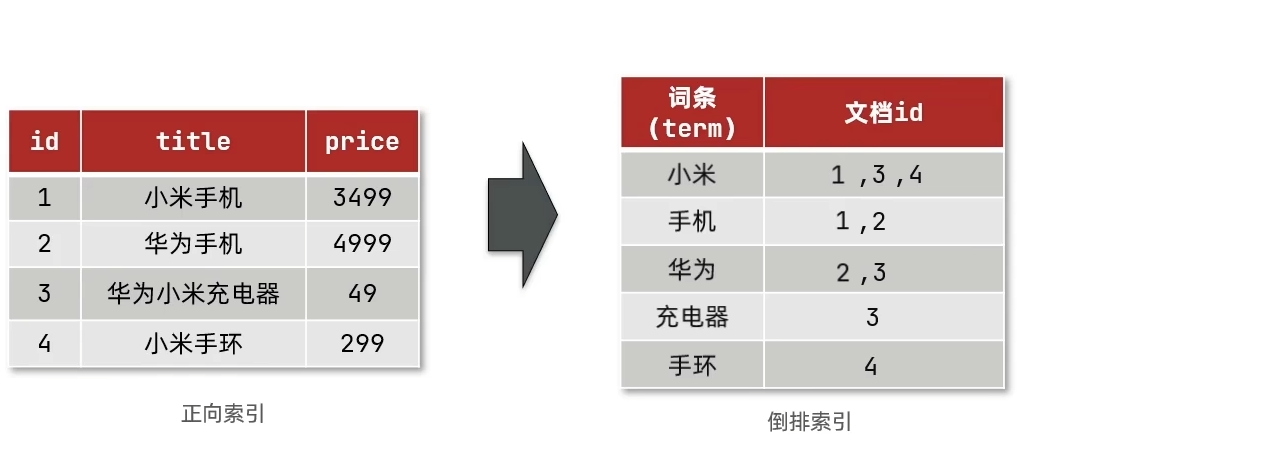 id title price
1 小米手机 3499
2 华为手机 4999
3 华为小米充电器 49
4 小米手环 299
正向索引
词条
(term)
文档id
小米 1 ,3 ,4
手机 1 ,2
华为 2 ,3
充电器 3
手环 4
倒排索引